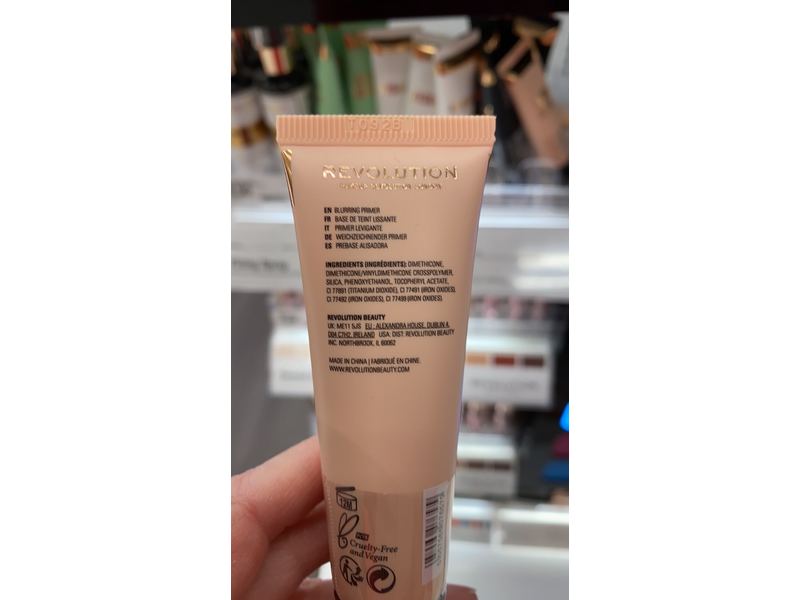 T092B
REVOLUTION
EN BLURRING PRIMER
FR BASE DE TEINT LISSANTE
IT PRIMER LEVIGANTE
DE WEICHZEICHNENDER PRIMER
ES PREBASE ALISADORA
INGREDIENTS (INGRÉDIENTS): DIMETHICONE,
DIMETHICONE/VINYLDIMETHICONE CROSSPOLYMER,
SILICA, PHENOXYETHANOL, TOCOPHERYL ACETATE,
CI 77891 (TITANIUM DIOXIDE), CI 77491 (IRON OXIDES),
CI 77492 (IRON OXIDES), CI 77499 (IRON OXIDES)
REVOLUTION BEAUTY
UK: ME11 5JS EU : ALEXANDRA HOUSE, DUBLIN 4,
D04 C7H2, IRELAND USA: DIST: REVOLUTION BEAUTY
INC. NORTHBROOK, IL 60062
MADE IN CHINA | FABRIQUÉ EN CHINE.
WWW.REVOLUTIONBEAUTY.COM
12M
Cruelty-Free
and Vegan